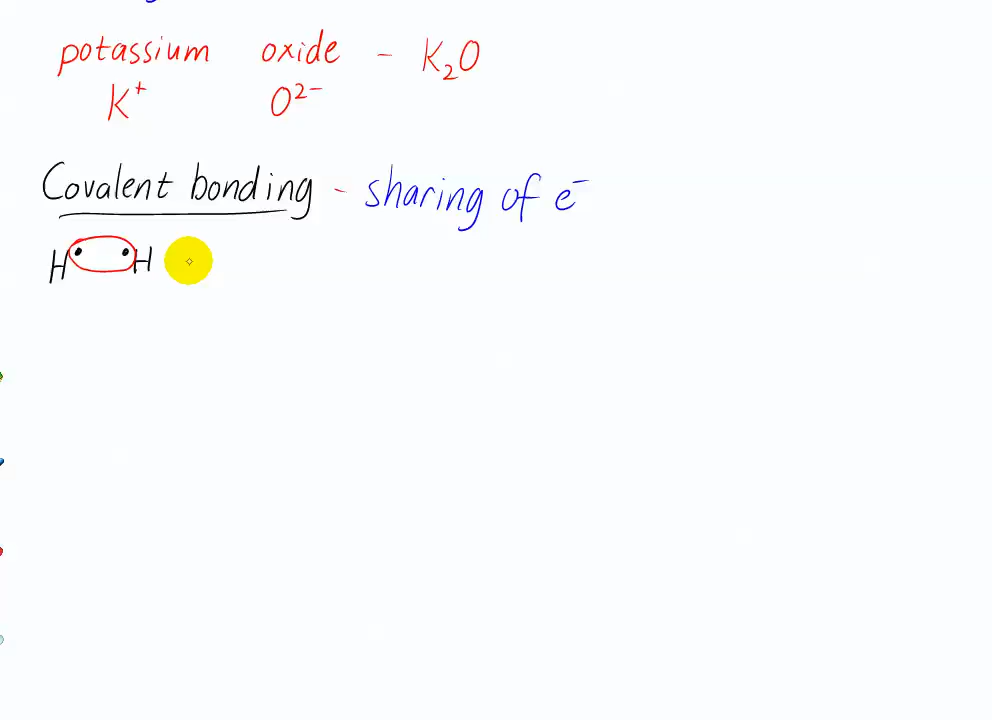 potassium oxide - K₂O
K⁺ O²⁻
Covalent bonding - sharing of e⁻
H • • H